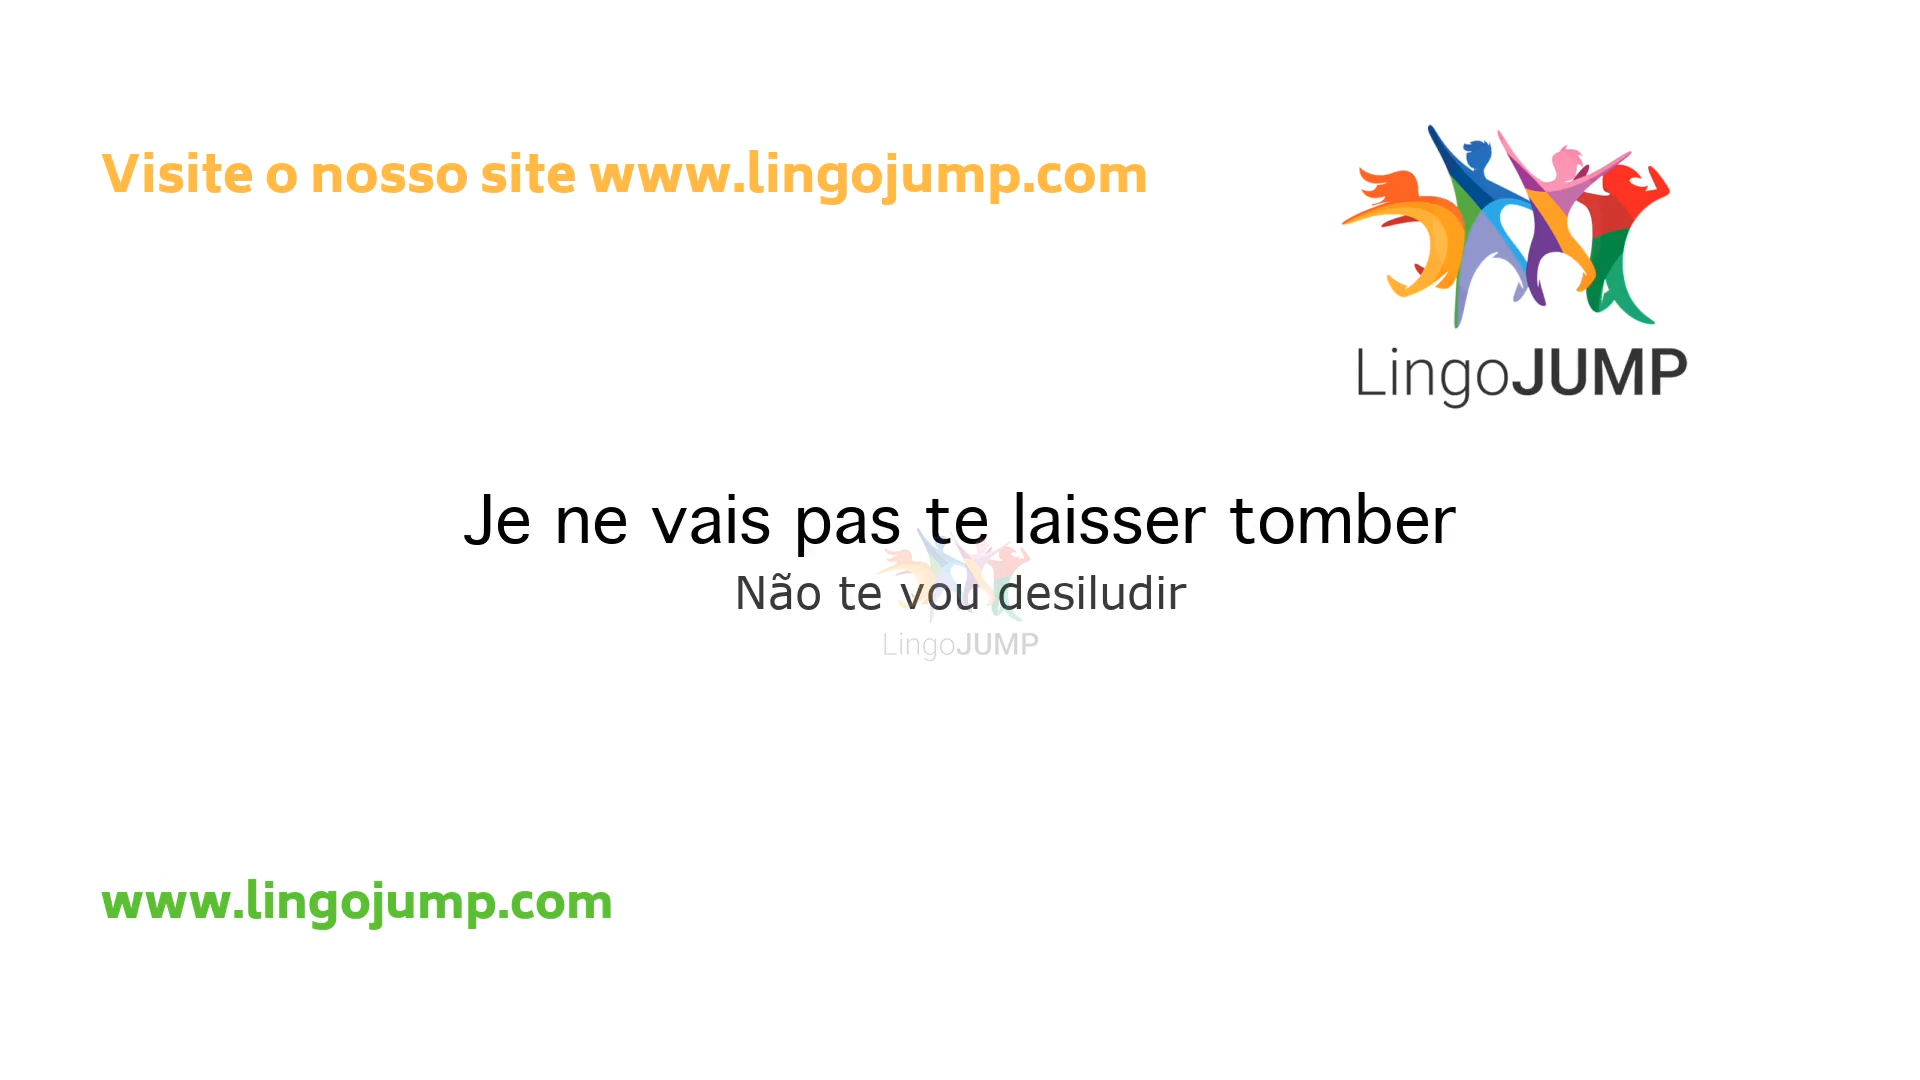 Visite o nosso site www.lingojump.com
LingoJUMP
Je ne vais pas te laisser tomber
Não te vou desiludir
LingoJUMP
www.lingojump.com